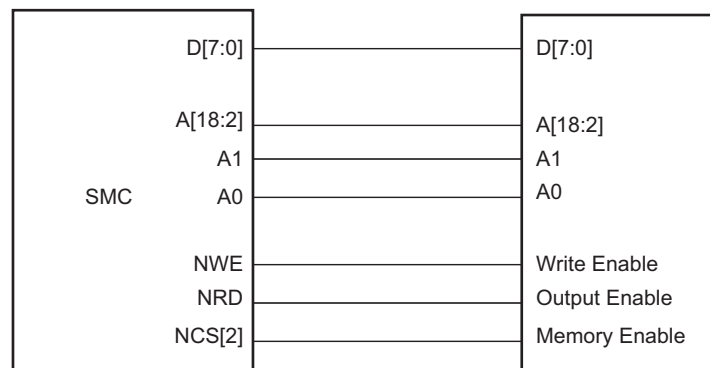 D[7:0] D[7:0]
A[18:2] A[18:2]
A1 A1
SMC A0 A0
NWE Write Enable
NRD Output Enable
NCS[2] Memory Enable